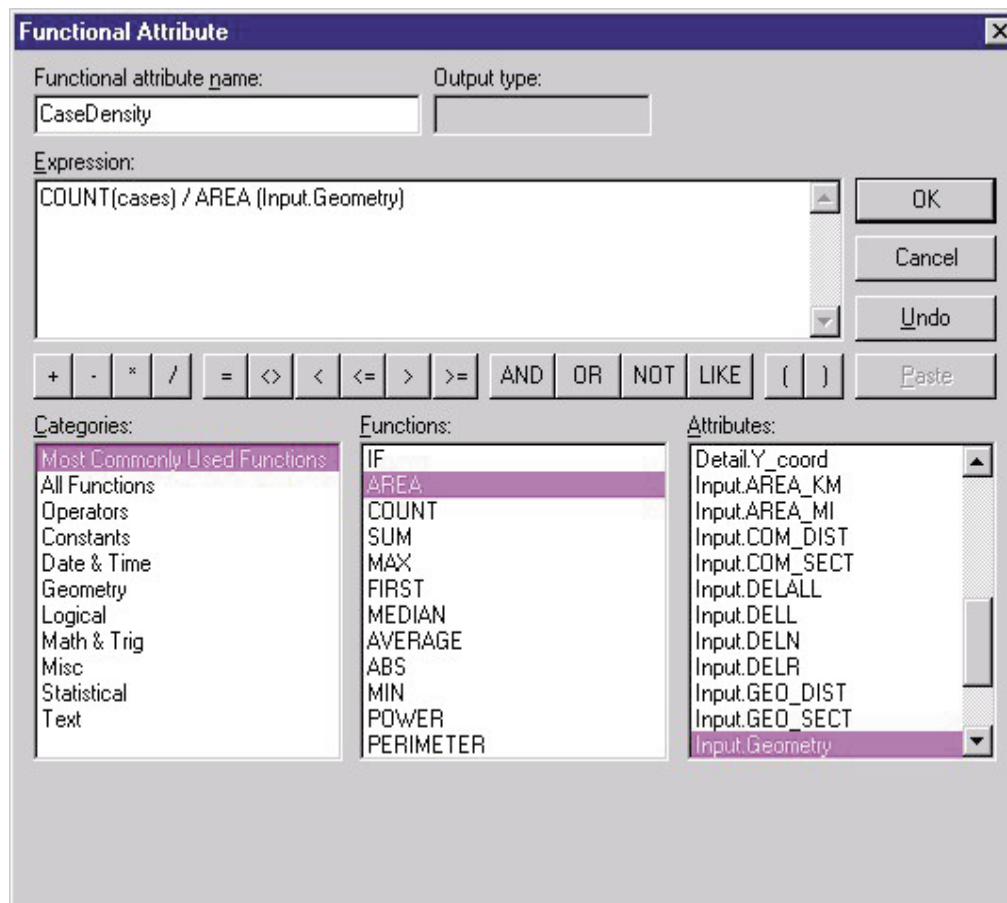 Functional Attribute
Functional attribute name: Output type:
CaseDensity
Expression:
COUNT(cases) / AREA (Input.Geometry)
OK
Cancel
Undo
+ - * / = <> < <= > >= AND OR NOT LIKE ( ) Paste
Categories:
Most Commonly Used Functions
All Functions
Operators
Constants
Date & Time
Geometry
Logical
Math & Trig
Misc
Statistical
Text
Functions:
IF
AREA
COUNT
SUM
MAX
FIRST
MEDIAN
AVERAGE
ABS
MIN
POWER
PERIMETER
Attributes:
Detail.Y_coord
Input.AREA_KM
Input.AREA_MI
Input.COM_DIST
Input.COM_SECT
Input.DELALL
Input.DELL
Input.DELN
Input.DELR
Input.GEO_DIST
Input.GEO_SECT
Input.Geometry